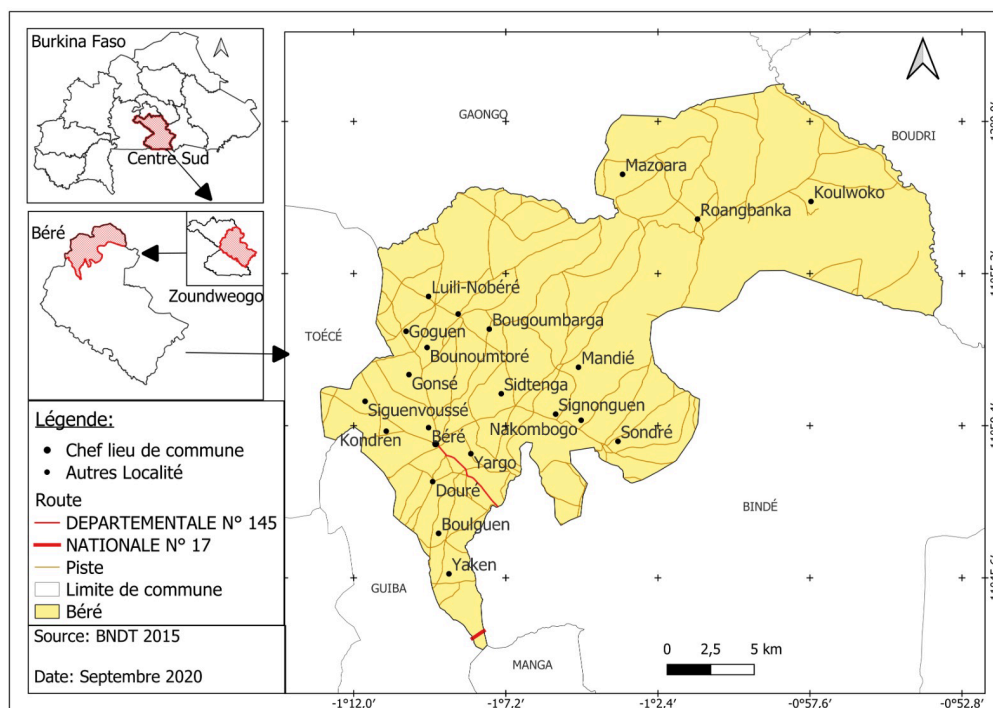 Burkina Faso
Centre Sud
Béré
Zoundweogo
Légende:
Chef lieu de commune
Autres Localité
Route
DEPARTEMENTALE N° 145
NATIONALE N° 17
Piste
Limite de commune
Béré
Source: BNDT 2015
Date: Septembre 2020
GAONGO
BOUDRI
Mazoara
Koulwoko
Roangbanka
Luili-Nobéré
Bougoumbarga
TOÉCÉ
Goguen
Bounoumtoré
Mandié
Gonsé
Sidtenga
Siguenvoussé
Signonguen
Kondrén
Béré
Nakombogo
Sondré
Yargo
Douré
BINDÉ
Boulguen
Yaken
GUIBA
MANGA
0 2,5 5 km
-1°12.0′ -1°7.2′ -1°2.4′ -0°57.6′ -0°52.8′